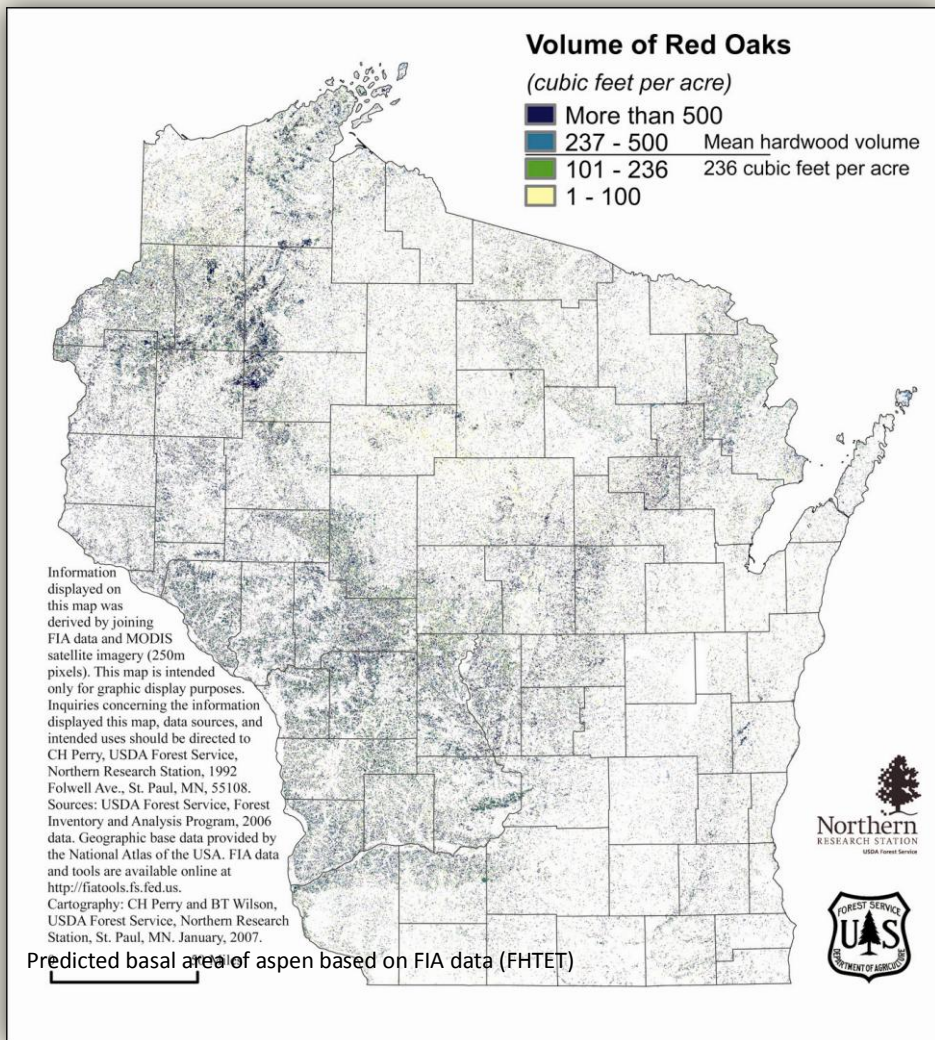 Volume of Red Oaks
(cubic feet per acre)
More than 500
237 - 500 Mean hardwood volume
101 - 236 236 cubic feet per acre
1 - 100
Information
displayed on
this map was
derived by joining
FIA data and MODIS
satellite imagery (250m
pixels). This map is intended
only for graphic display purposes.
Inquiries concerning the information
displayed this map, data sources, and
intended uses should be directed to
CH Perry, USDA Forest Service,
Northern Research Station, 1992
Folwell Ave., St. Paul, MN, 55108.
Sources: USDA Forest Service, Forest
Inventory and Analysis Program, 2006
data. Geographic base data provided by
the National Atlas of the USA. FIA data
and tools are available online at
http://fiatools.fs.fed.us.
Cartography: CH Perry and BT Wilson,
USDA Forest Service, Northern Research
Station, St. Paul, MN. January, 2007.
Predicted basal area of aspen based on FIA data (FHTET)
Northern
RESEARCH STATION
USDA Forest Service
FOREST SERVICE
U S
DEPARTMENT OF AGRICULTURE